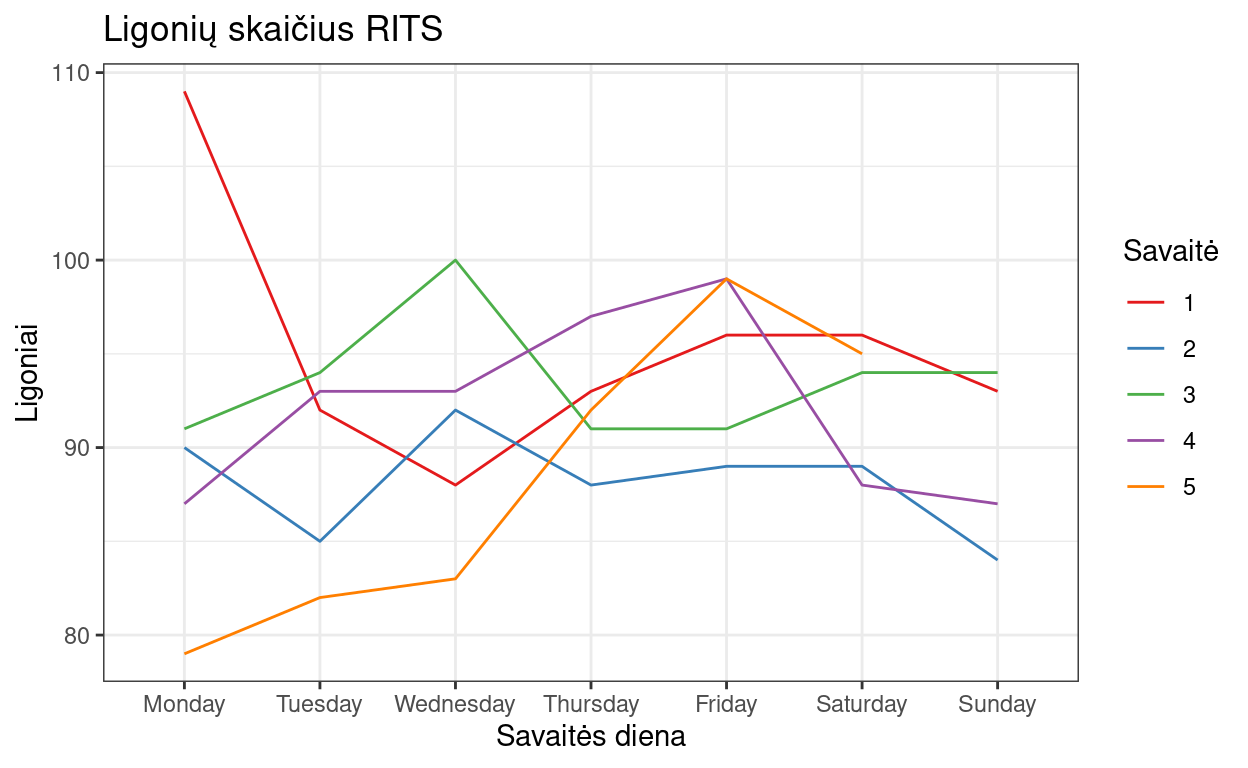 Ligonių skaičius RITS
Ligoniai
110
100
90
80
Monday Tuesday Wednesday Thursday Friday Saturday Sunday
Savaitės diena
Savaitė
1
2
3
4
5